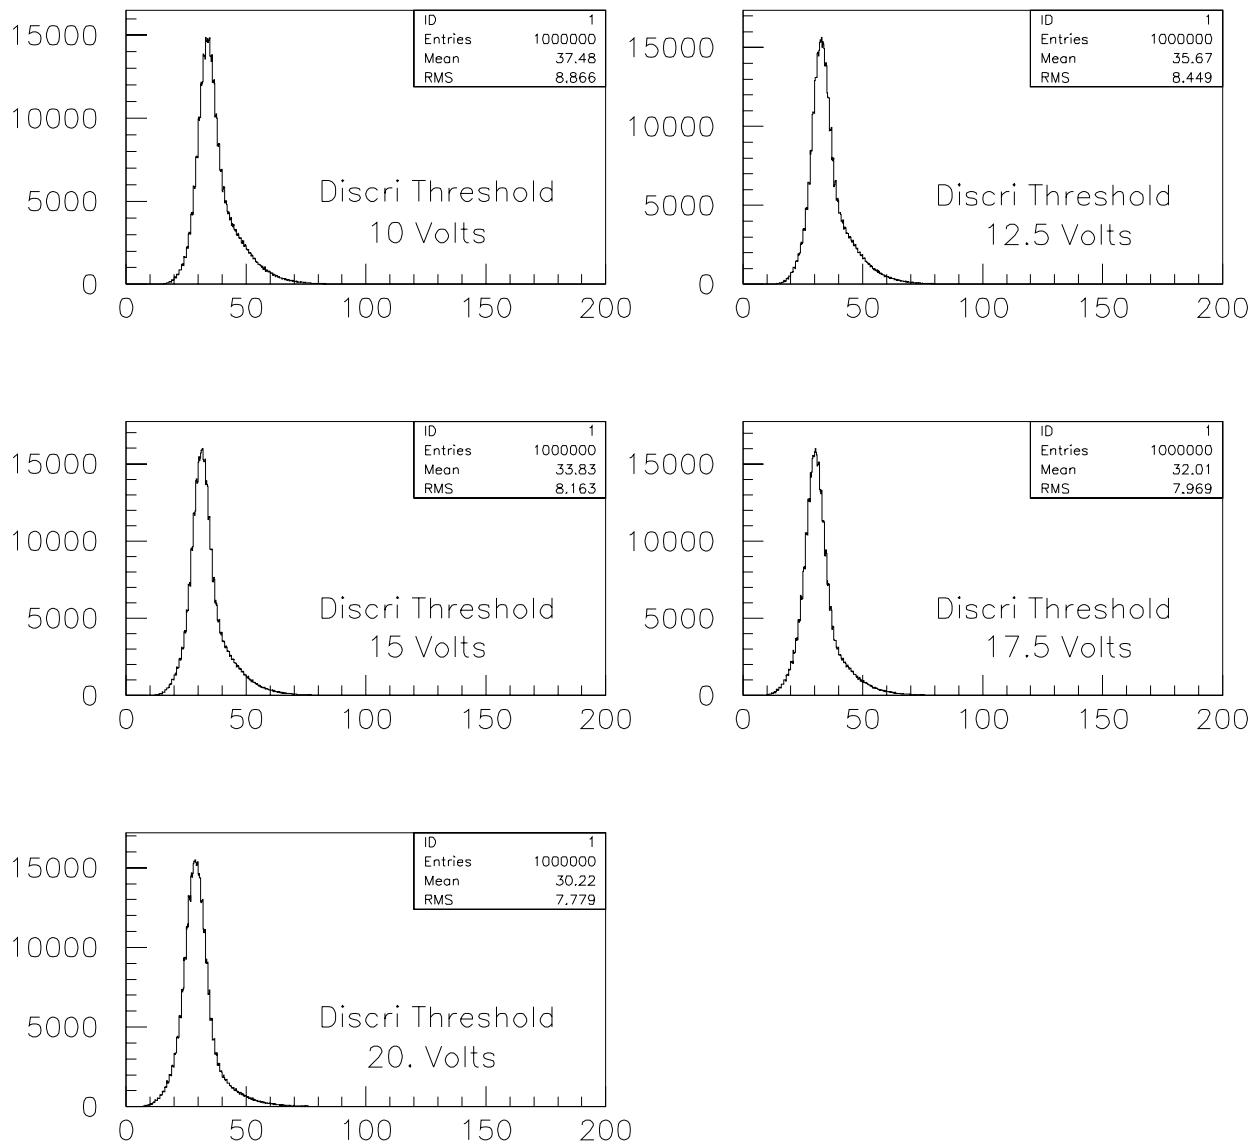 ID 1
Entries 1000000
Mean 37.48
RMS 8.866
15000
10000
5000
0
Discri Threshold
10 Volts
0 50 100 150 200
ID 1
Entries 1000000
Mean 35.67
RMS 8.449
15000
10000
5000
0
Discri Threshold
12.5 Volts
0 50 100 150 200
ID 1
Entries 1000000
Mean 33.83
RMS 8.163
15000
10000
5000
0
Discri Threshold
15 Volts
0 50 100 150 200
ID 1
Entries 1000000
Mean 32.01
RMS 7.969
15000
10000
5000
0
Discri Threshold
17.5 Volts
0 50 100 150 200
ID 1
Entries 1000000
Mean 30.22
RMS 7.779
15000
10000
5000
0
Discri Threshold
20. Volts
0 50 100 150 200